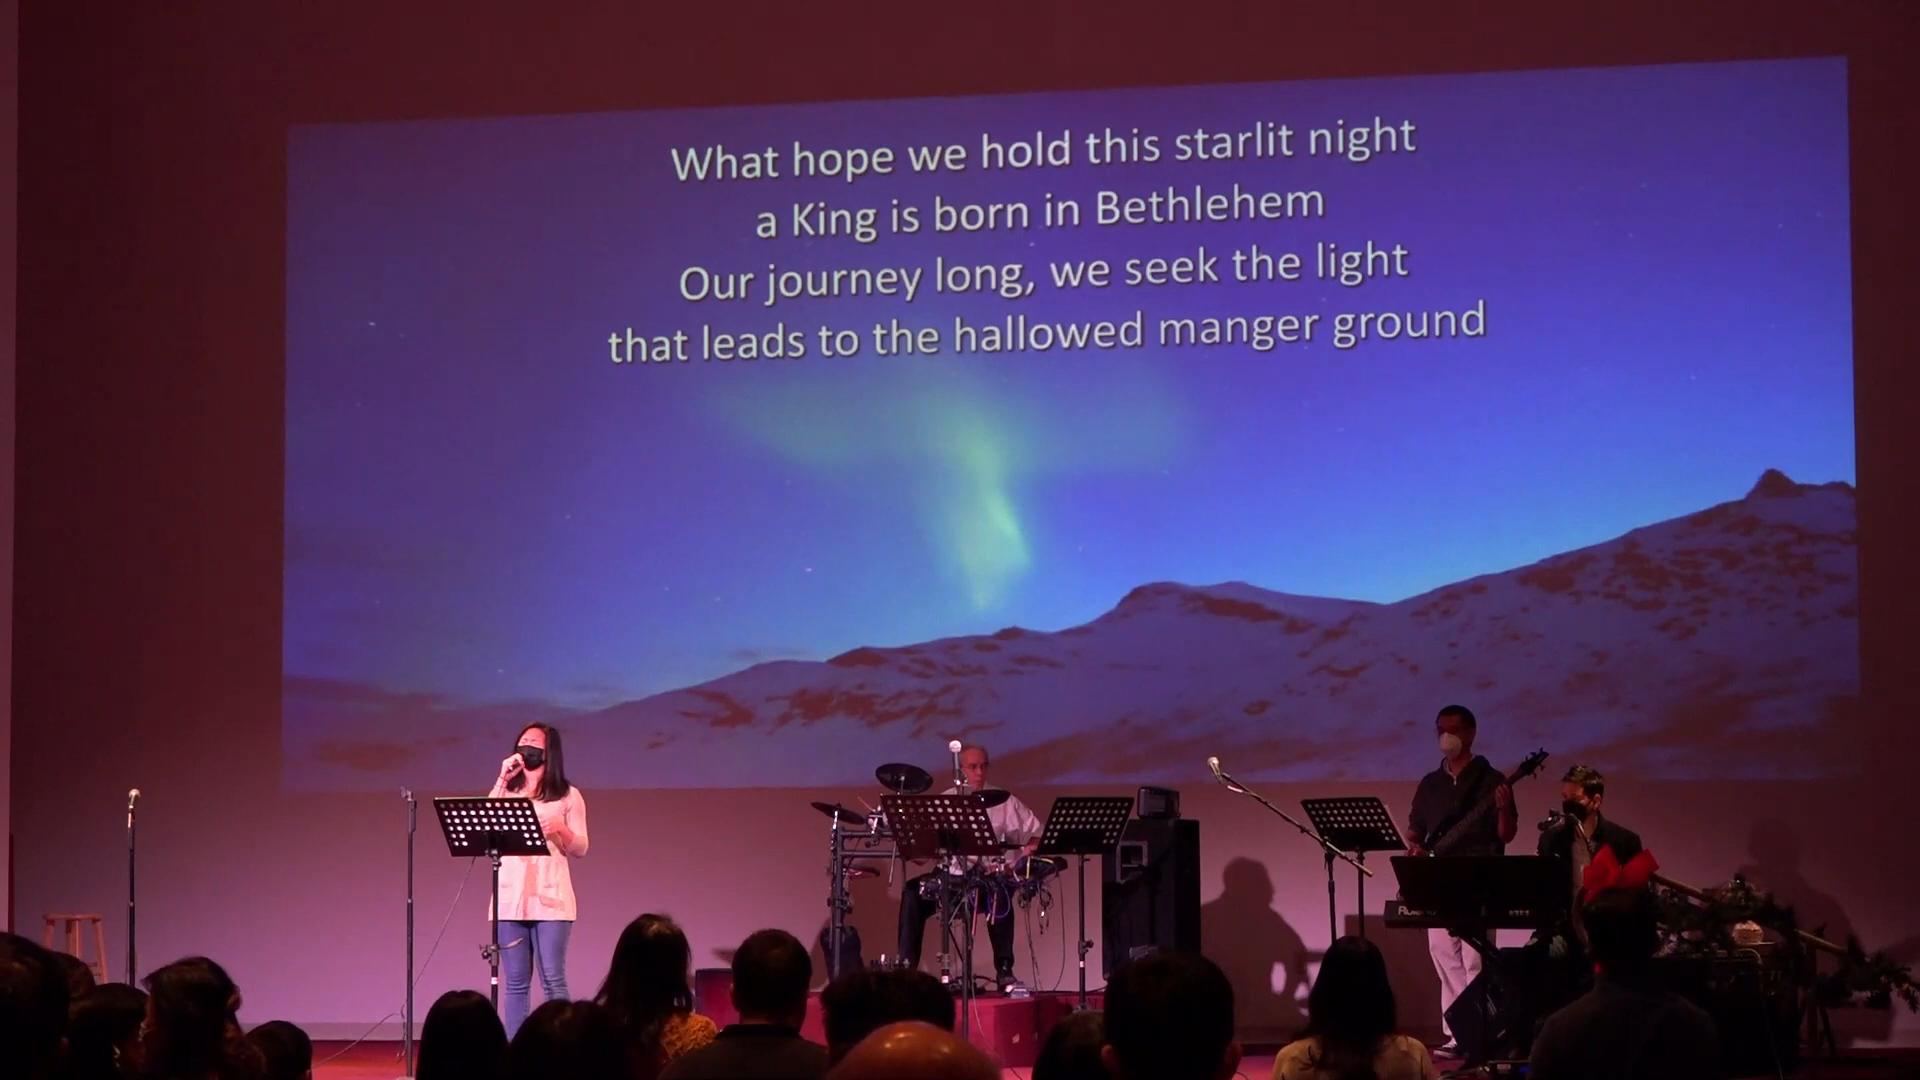 What hope we hold this starlit night
a King is born in Bethlehem
Our journey long, we seek the light
that leads to the hallowed manger ground
Roland